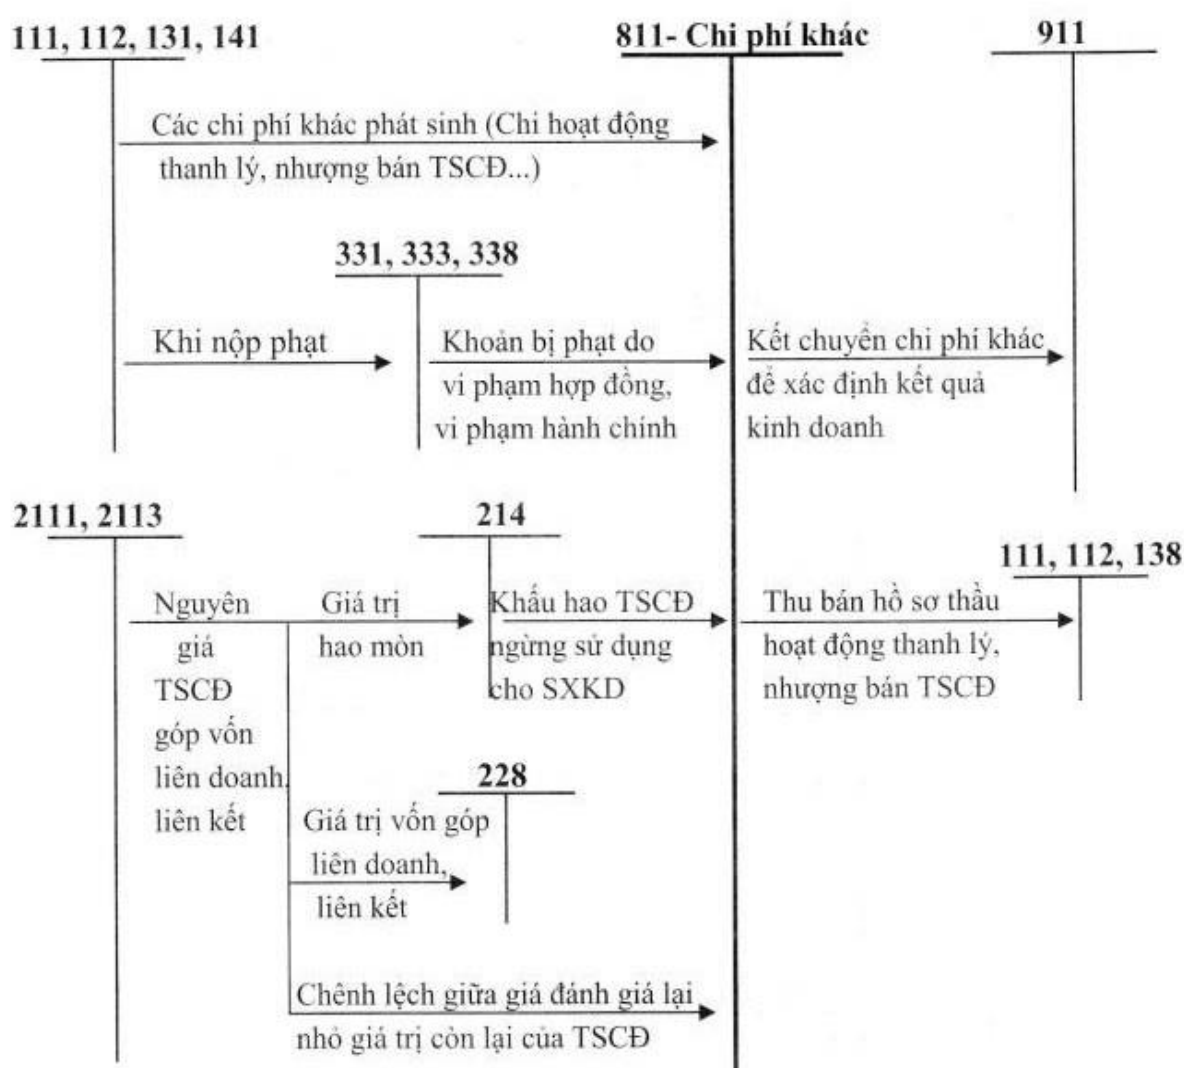 111, 112, 131, 141
811- Chi phí khác
911
Các chi phí khác phát sinh (Chi hoạt động
thanh lý, nhượng bán TSCĐ...)
331, 333, 338
Khi nộp phạt
Khoản bị phạt do
vi phạm hợp đồng,
vi phạm hành chính
Kết chuyển chi phí khác
để xác định kết quả
kinh doanh
2111, 2113
214
111, 112, 138
Nguyên
giá
TSCĐ
góp vốn
liên doanh,
liên kết
Giá trị
hao mòn
Khấu hao TSCĐ
ngừng sử dụng
cho SXKD
Thu bán hồ sơ thầu
hoạt động thanh lý,
nhượng bán TSCĐ
228
Giá trị vốn góp
liên doanh,
liên kết
Chênh lệch giữa giá đánh giá lại
nhỏ giá trị còn lại của TSCĐ